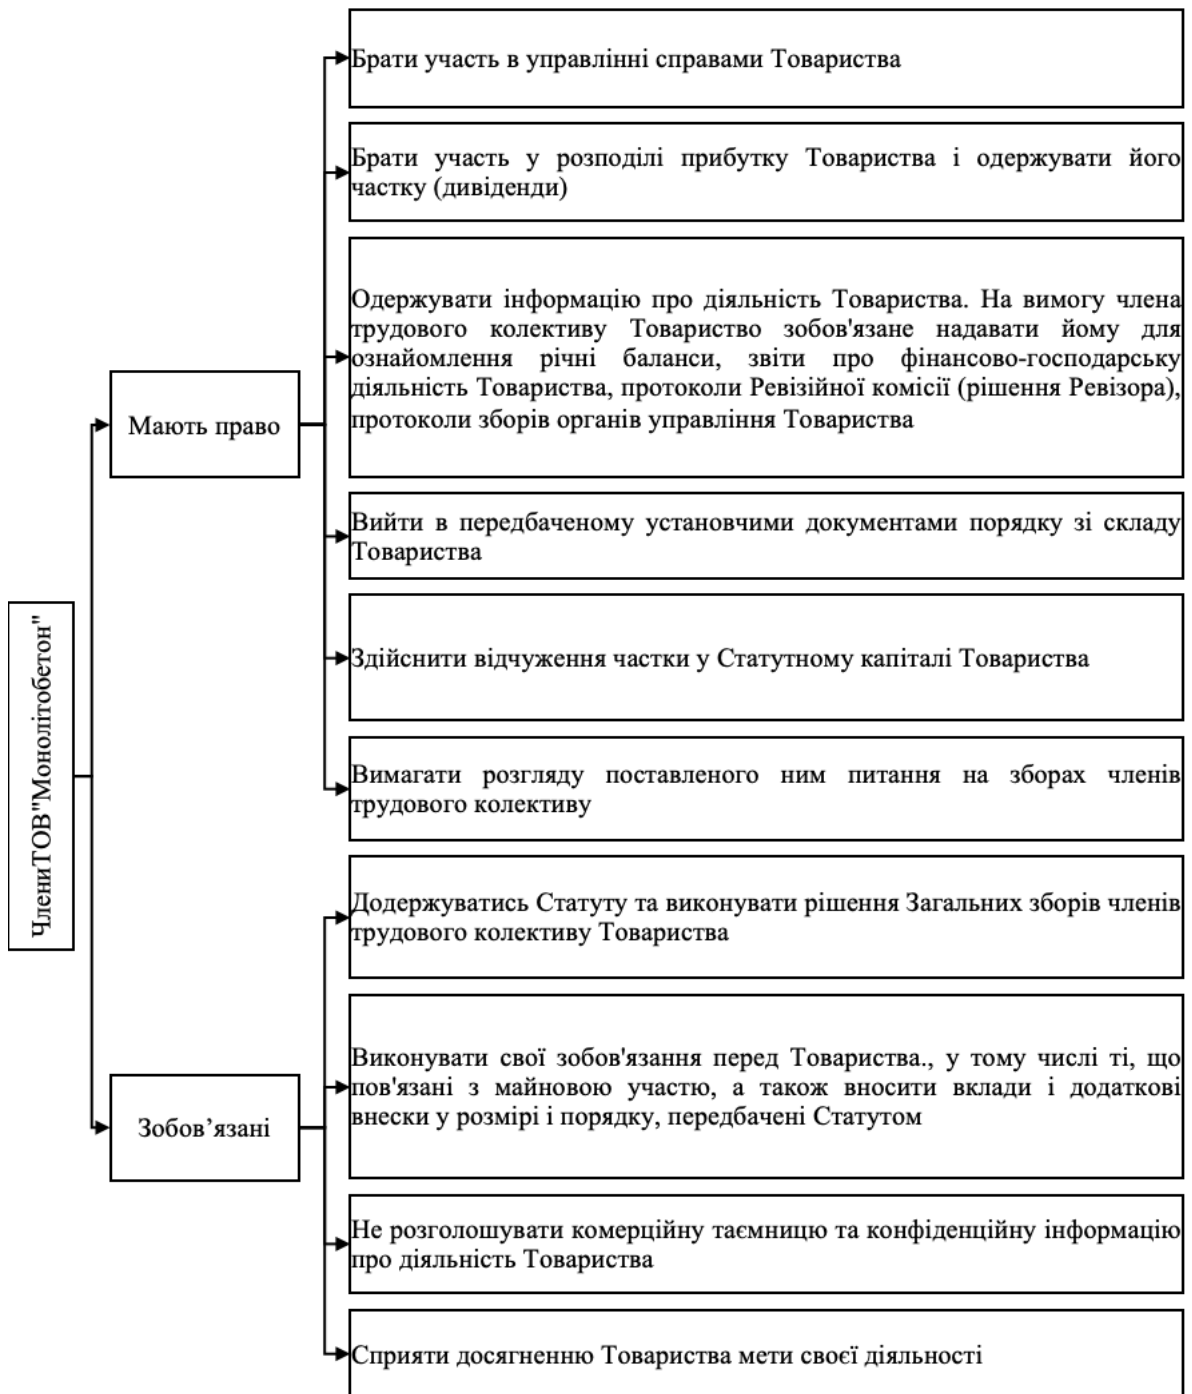 Брати участь в управлінні справами Товариства
Брати участь у розподілі прибутку Товариства і одержувати його
частку (дивіденди)
Одержувати інформацію про діяльність Товариства. На вимогу члена
трудового колективу Товариство зобов'язане надавати йому для
ознайомлення річні баланси, звіти про фінансово-господарську
діяльність Товариства, протоколи Ревізійної комісії (рішення Ревізора),
протоколи зборів органів управління Товариства
Мають право
Вийти в передбаченому установчими документами порядку зі складу
Товариства
Здійснити відчуження частки у Статутному капіталі Товариства
Вимагати розгляду поставленого ним питання на зборах членів
трудового колективу
ЧлениТОВ"Монолітобетон"
Додержуватись Статуту та виконувати рішення Загальних зборів членів
трудового колективу Товариства
Виконувати свої зобов'язання перед Товариства., у тому числі ті, що
пов'язані з майновою участю, а також вносити вклади і додаткові
внески у розмірі і порядку, передбачені Статутом
Зобов’язані
Не розголошувати комерційну таємницю та конфіденційну інформацію
про діяльність Товариства
Сприяти досягненню Товариства мети своєї діяльності